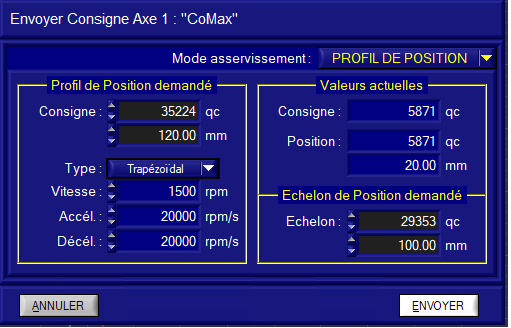 Envoyer Consigne Axe 1 : "CoMax"
Mode asservissement : PROFIL DE POSITION
Profil de Position demandé
Consigne : 35224 qc
120.00 mm
Type : Trapézoïdal
Vitesse : 1500 rpm
Accél. : 20000 rpm/s
Décél. : 20000 rpm/s
Valeurs actuelles
Consigne : 5871 qc
Position : 5871 qc
20.00 mm
Echelon de Position demandé
Echelon : 29353 qc
100.00 mm
ANNULER
ENVOYER